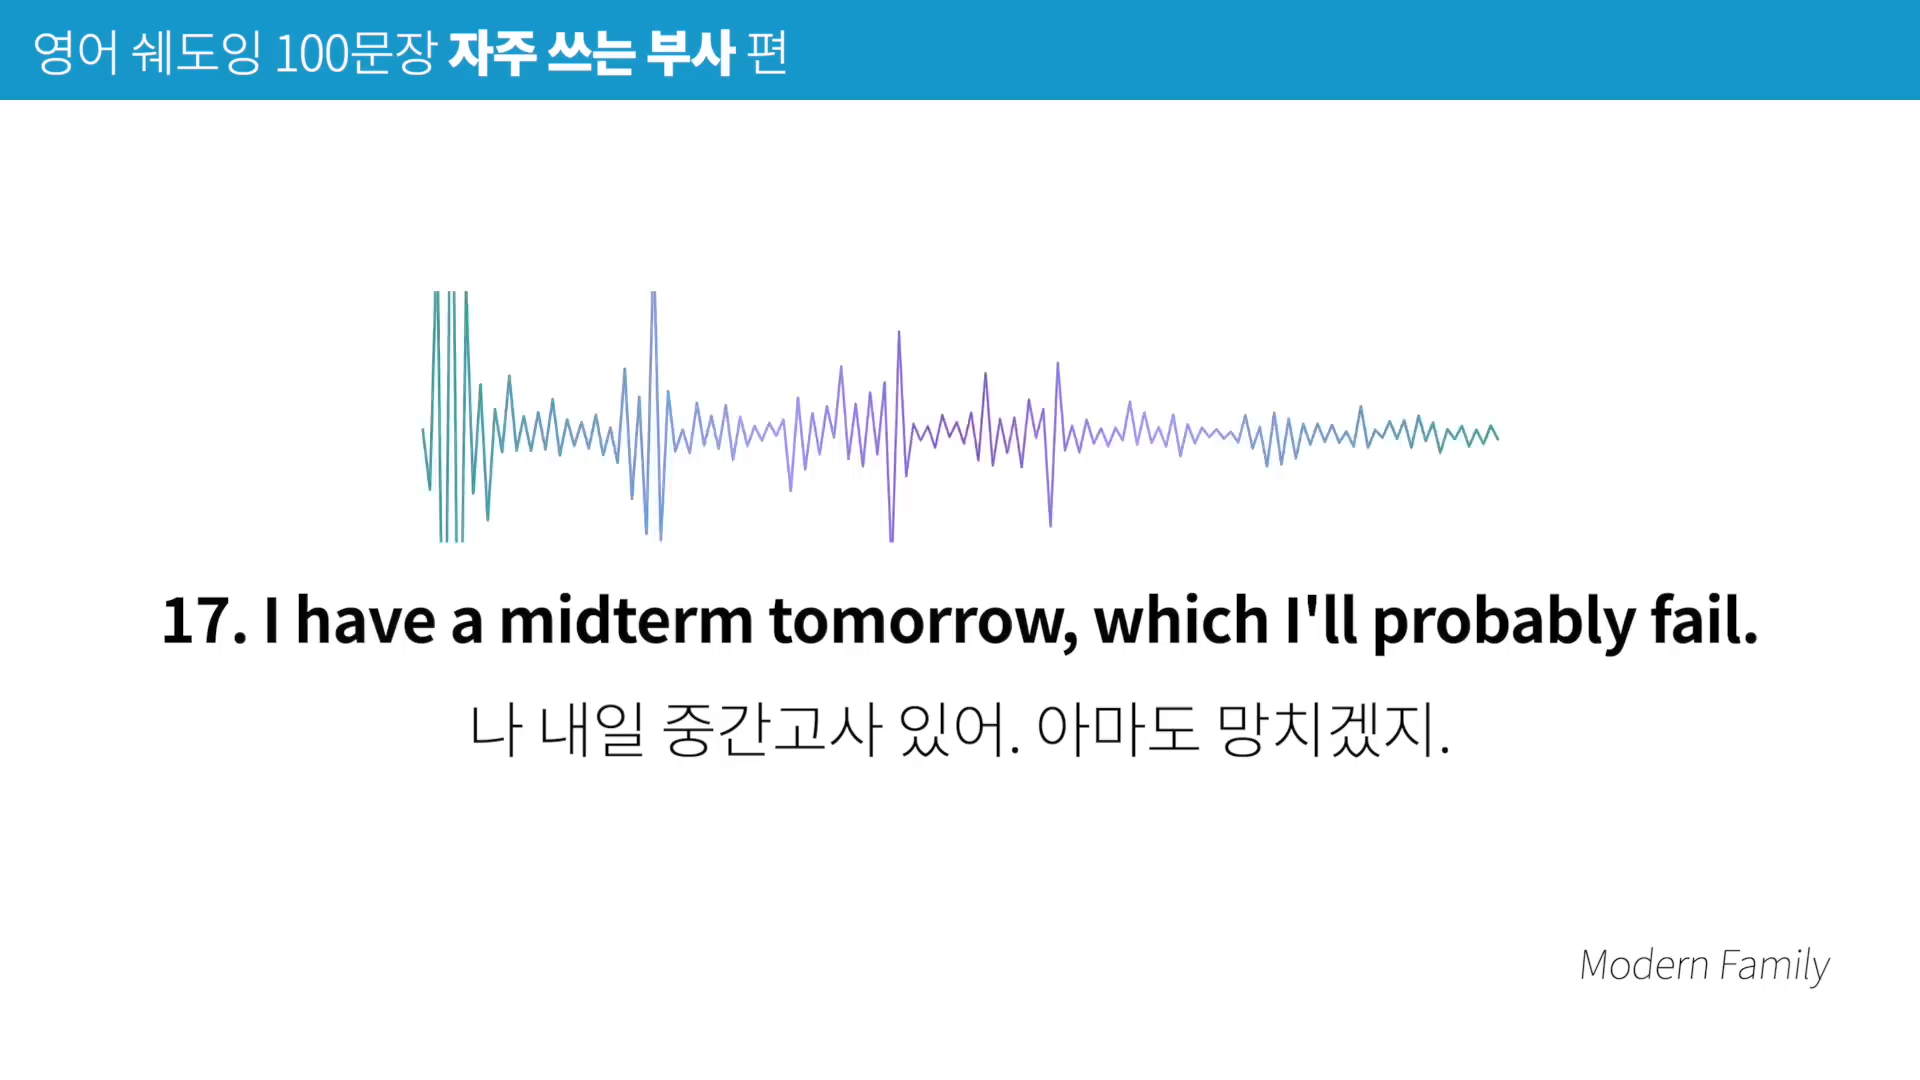 영어 쉐도잉 100문장 자주 쓰는 부사 편
17. I have a midterm tomorrow, which I'll probably fail.
나 내일 중간고사 있어. 아마도 망치겠지.
Modern Family